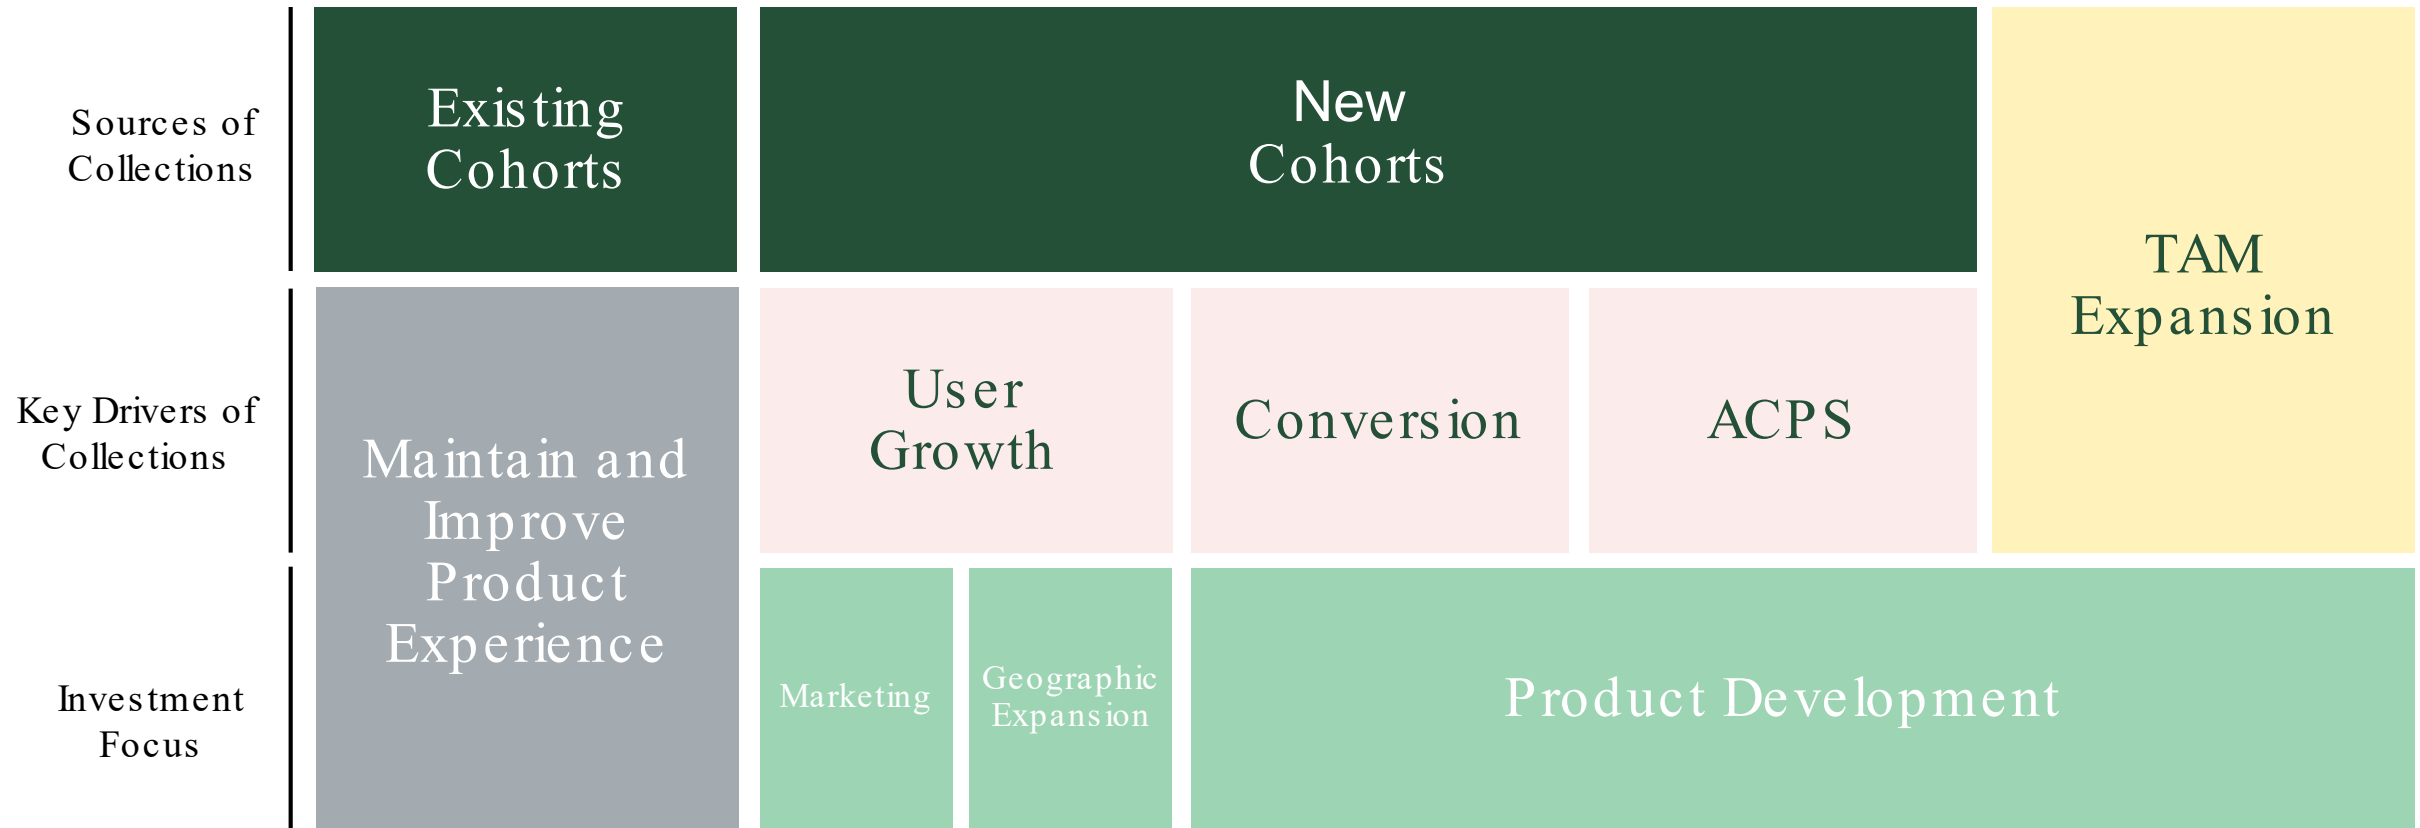 Sources of
Collections
Existing
Cohorts
New
Cohorts
TAM
Expansion
Key Drivers of
Collections
Maintain and
Improve
Product
Experience
User
Growth
Conversion
ACPS
Investment
Focus
Marketing
Geographic
Expansion
Product Development